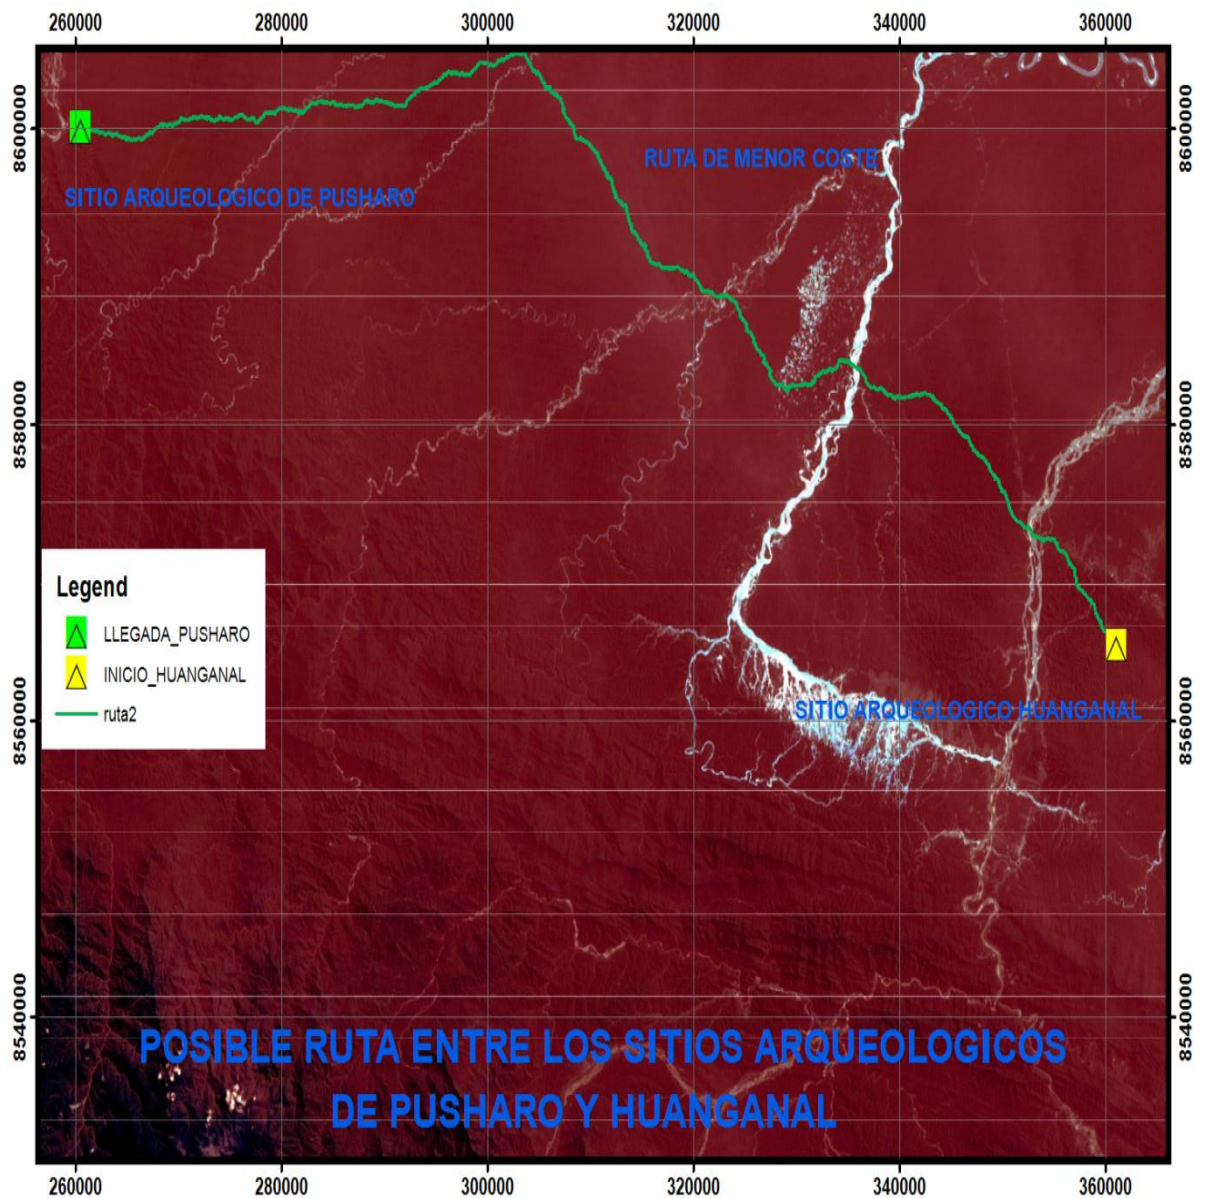 260000 280000 300000 320000 340000 360000
8600000 8600000
RUTA DE MENOR COSTE
SITIO ARQUEOLOGICO DE PUSHARO
8580000 8580000
Legend
LLEGADA_PUSHARO
INICIO_HUANGANAL
ruta2
SITIO ARQUEOLOGICO HUANGANAL
8560000 8560000
8540000 8540000
POSIBLE RUTA ENTRE LOS SITIOS ARQUEOLOGICOS
DE PUSHARO Y HUANGANAL
260000 280000 300000 320000 340000 360000